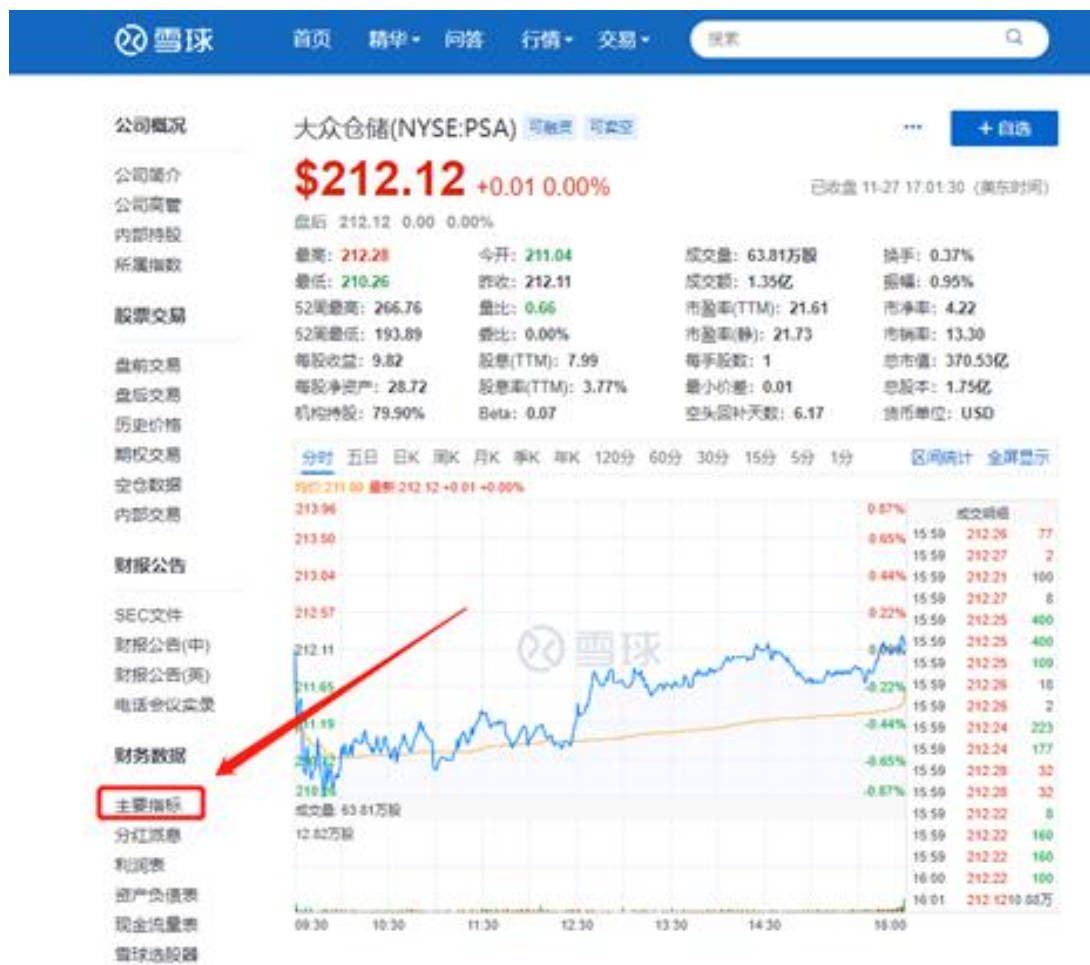 雪球 首页 精华 问答 行情 交易 搜索
公司概况
公司简介
公司高管
内部持股
所属指数
股票交易
盘前交易
盘后交易
历史价格
期权交易
空仓数据
内部交易
财报公告
SEC文件
财报公告(中)
财报公告(英)
电话会议实录
财务数据
主要指标
分红派息
利润表
资产负债表
现金流量表
雪球选股器
大众仓储(NYSE:PSA) 可融资 可卖空 ··· +自选
$212.12 +0.01 0.00% 已收盘 11-27 17:01:30 (美东时间)
盘后 212.12 0.00 0.00%
最高: 212.28 今开: 211.04 成交量: 63.81万股 换手: 0.37%
最低: 210.26 昨收: 212.11 成交额: 1.35亿 振幅: 0.95%
52周最高: 266.76 量比: 0.66 市盈率(TTM): 21.61 市净率: 4.22
52周最低: 193.89 委比: 0.00% 市盈率(静): 21.73 市销率: 13.30
每股收益: 9.82 股息(TTM): 7.99 每手股数: 1 总市值: 370.53亿
每股净资产: 28.72 股息率(TTM): 3.77% 最小价差: 0.01 总股本: 1.75亿
机构持股: 79.90% Beta: 0.07 空头回补天数: 6.17 货币单位: USD
分时 五日 日K 周K 月K 季K 年K 120分 60分 30分 15分 5分 1分 区间统计 全屏显示
均价:211.00 最新:212.12 +0.01 +0.00%
213.96 0.87%
213.50 0.65%
213.04 0.44%
212.57 0.22%
212.11
211.65 -0.22%
211.19 -0.44%
-0.65%
210.26 -0.87%
雪球
成交量: 63.81万股
12.82万股
09:30 10:30 11:30 12:30 13:30 14:30 16:00
成交明细
15:59 212.26 77
15:59 212.27 2
15:59 212.21 100
15:59 212.27 8
15:59 212.25 400
15:59 212.25 400
15:59 212.25 100
15:59 212.26 18
15:59 212.26 2
15:59 212.24 223
15:59 212.24 177
15:59 212.28 32
15:59 212.28 32
15:59 212.22 8
15:59 212.22 160
15:59 212.22 160
16:00 212.22 100
16:01 212.12 10.88万